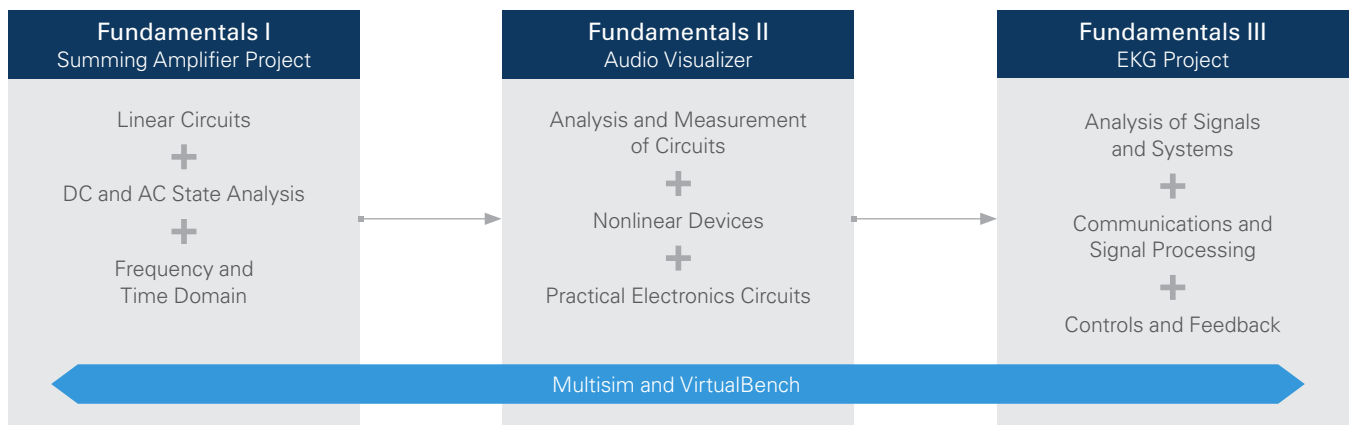 Fundamentals I
Summing Amplifier Project
Linear Circuits
+
DC and AC State Analysis
+
Frequency and
Time Domain
Fundamentals II
Audio Visualizer
Analysis and Measurement
of Circuits
+
Nonlinear Devices
+
Practical Electronics Circuits
Fundamentals III
EKG Project
Analysis of Signals
and Systems
+
Communications and
Signal Processing
+
Controls and Feedback
Multisim and VirtualBench